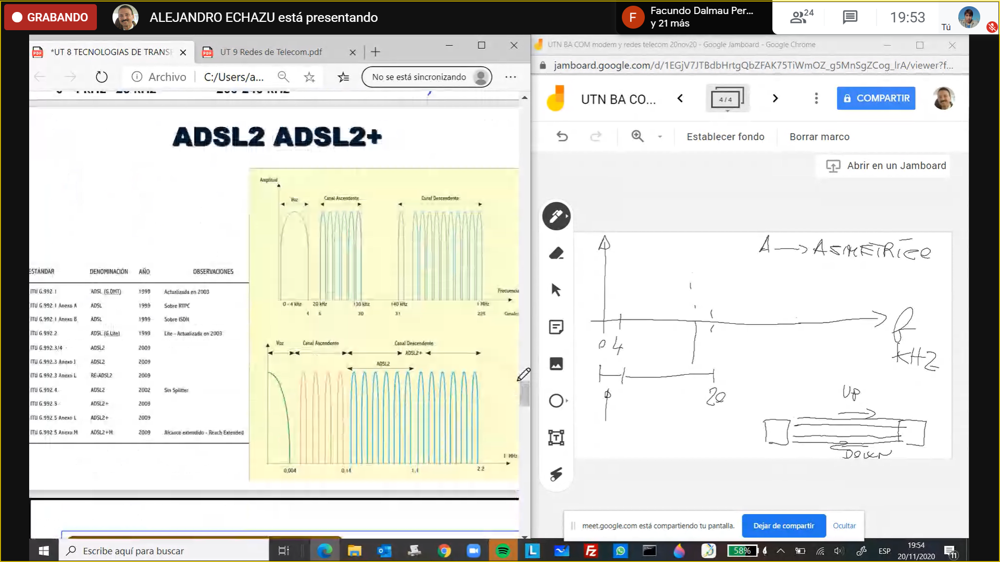 GRABANDO
ALEJANDRO ECHAZU está presentando
F
Facundo Dalmau Per...
y 21 más
24
19:53
Tú
*UT 8 TECNOLOGIAS DE TRANSF
UT 9 Redes de Telecom.pdf
Archivo
C:/Users/a...
No se está sincronizando
ADSL2 ADSL2+
ESTÁNDAR DENOMINACIÓN AÑO OBSERVACIONES
ITU G.992.1 ADSL (G.DMT) 1999 Actualizada en 2003
ITU G.992.1 Anexo A ADSL 1999 Sobre RTPC
ITU G.992.1 Anexo B ADSL 1999 Sobre ISDN
ITU G.992.2 ADSL (G.Lite) 1999 Lite - Actualizada en 2003
ITU G.992.3/4 ADSL2 2009
ITU G.992.3 Anexo J ADSL2 2009
ITU G.992.3 Anexo L RE-ADSL2 2009
ITU G.992.4 ADSL2 2002 Sin Splitter
ITU G.992.5 ADSL2+ 2009
ITU G.992.5 Anexo L ADSL2+ 2009
ITU G.992.5 Anexo M ADSL2+M 2009 Alcance extendido - Reach Extended
Amplitud
Voz Canal Ascendente Canal Descendente
Frecuencia
0 - 4 kHz 20 kHz 130 kHz 140 kHz 1 MHz
4 6 30 31 225 Canales
Voz Canal Ascendente Canal Descendente
ADSL2+
ADSL2
1 MHz
0,004 0,14 1,1 2.2
UTN BA COM modem y redes telecom 20nov20 - Google Jamboard - Google Chrome
jamboard.google.com/d/1EGjV7JTBdbHrtgQbZFAK75TiWmOZ_g5MnSgZCog_lrA/viewer?f...
UTN BA CO...
4 / 4
COMPARTIR
Establecer fondo
Borrar marco
Abrir en un Jamboard
A → ASIMETRICO
0 4
f
KHZ
0
20
UP
DOWN
meet.google.com está compartiendo tu pantalla.
Dejar de compartir
Ocultar
Escribe aquí para buscar
58%
ESP
19:54
20/11/2020
11